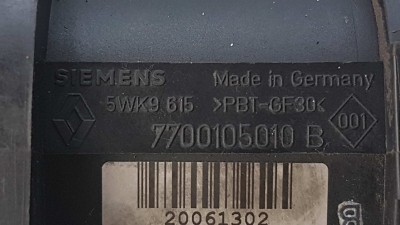 SIEMENS Made in Germany
5WK9 615 >PBT-GF30<
7700105010 B 001
20061302